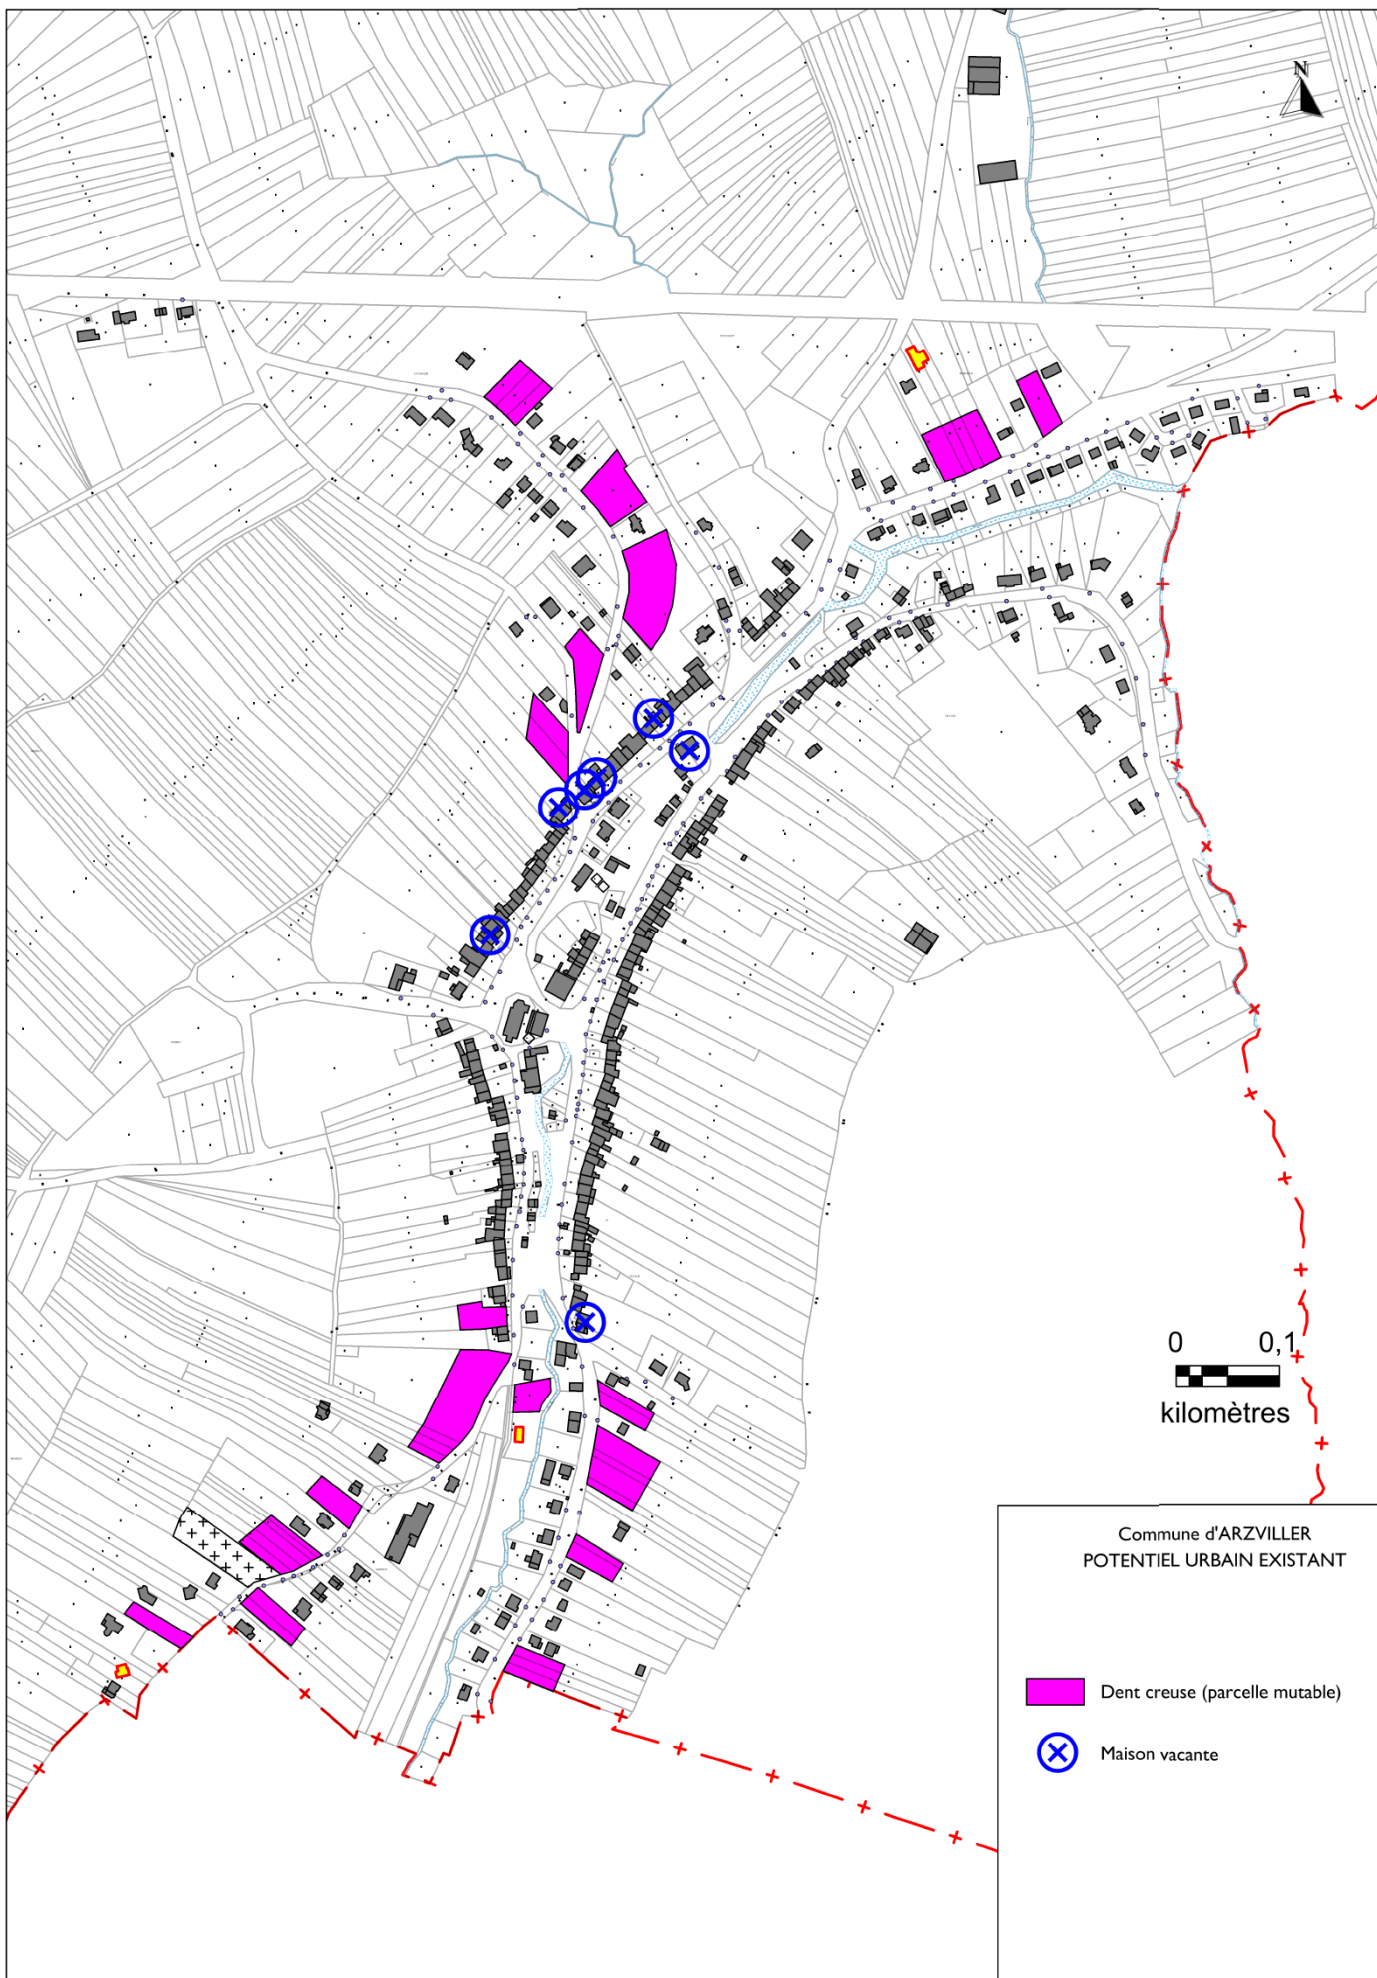 N
0 0,1
kilomètres
Commune d'ARZVILLER
POTENTIEL URBAIN EXISTANT
Dent creuse (parcelle mutable)
Maison vacante